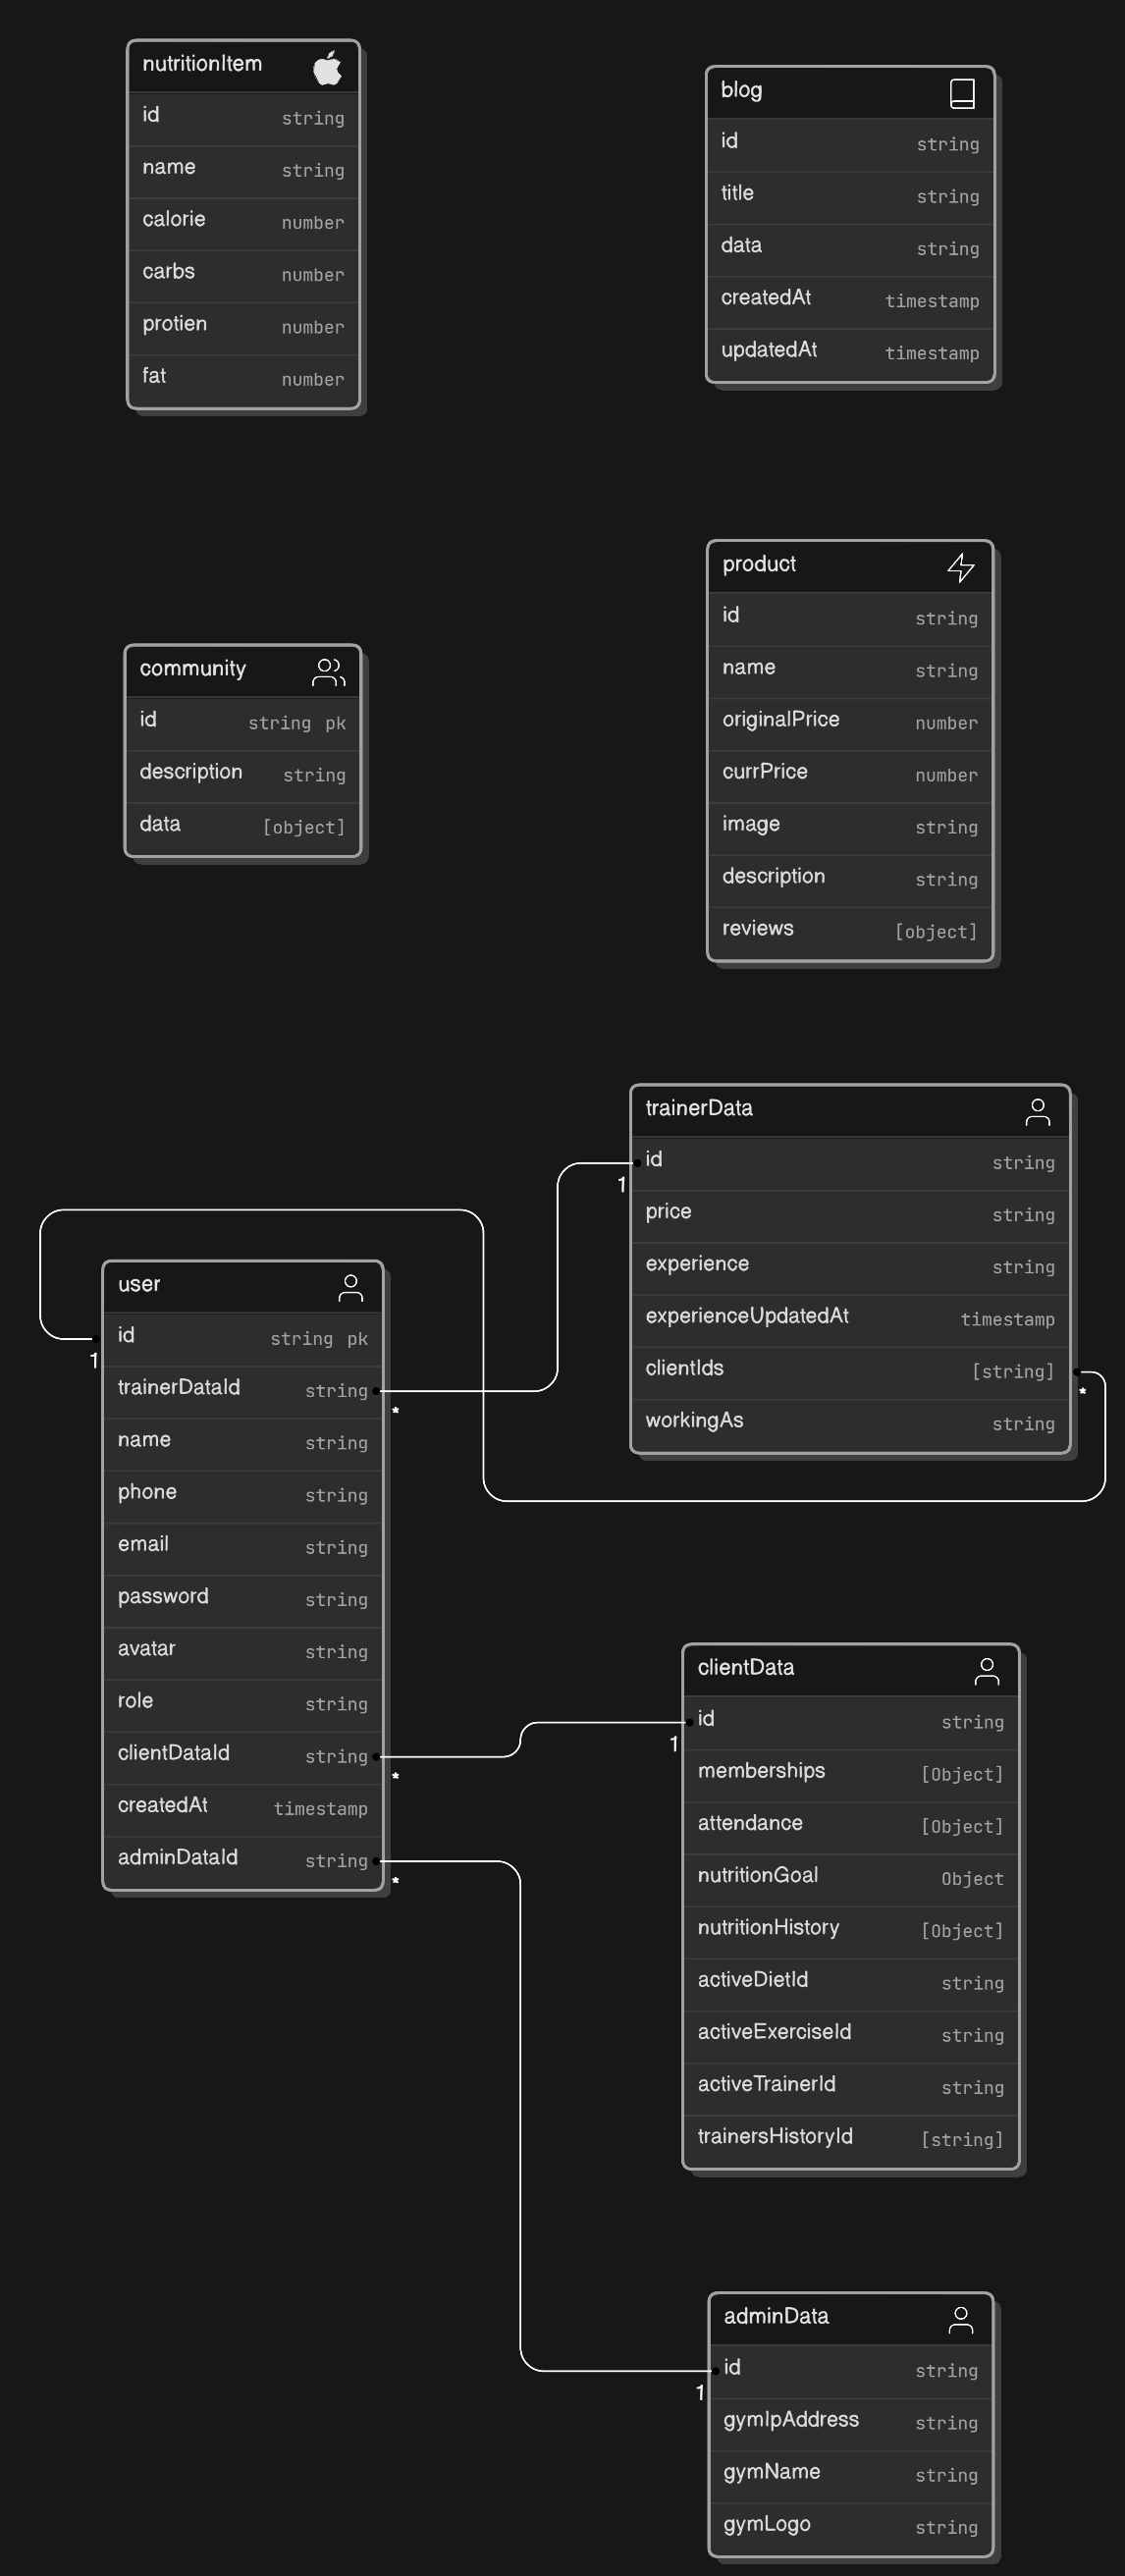 nutritionItem
id string
name string
calorie number
carbs number
protien number
fat number
blog
id string
title string
data string
createdAt timestamp
updatedAt timestamp
product
id string
name string
originalPrice number
currPrice number
image string
description string
reviews [object]
community
id string pk
description string
data [object]
trainerData
id string
1
price string
experience string
experienceUpdatedAt timestamp
clientIds [string]
*
workingAs string
user
id string pk
1
trainerDataId string
*
name string
phone string
email string
password string
avatar string
role string
clientDataId string
*
createdAt timestamp
adminDataId string
*
clientData
id string
1
memberships [Object]
attendance [Object]
nutritionGoal Object
nutritionHistory [Object]
activeDietId string
activeExerciseId string
activeTrainerId string
trainersHistoryId [string]
adminData
id string
1
gymIpAddress string
gymName string
gymLogo string